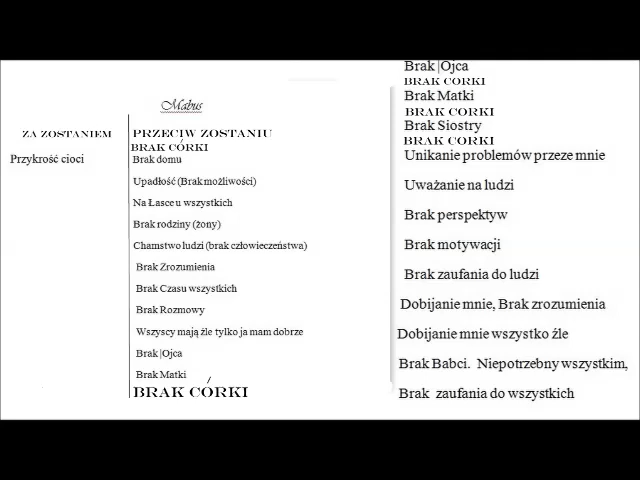 Mabus
ZA ZOSTANIEM
PRZECIW ZOSTANIU
BRAK CÓRKI
Przykrość cioci
Brak domu
Upadłość (Brak możliwości)
Na Łasce u wszystkich
Brak rodziny (żony)
Chamstwo ludzi (brak człowieczeństwa)
Brak Zrozumienia
Brak Czasu wszystkich
Brak Rozmowy
Wszyscy mają źle tylko ja mam dobrze
Brak |Ojca
Brak Matki
BRAK CÓRKI
Brak |Ojca
BRAK CORKI
Brak Matki
BRAK CORKI
Brak Siostry
BRAK CORKI
Unikanie problemów przeze mnie
Uważanie na ludzi
Brak perspektyw
Brak motywacji
Brak zaufania do ludzi
Dobijanie mnie, Brak zrozumienia
Dobijanie mnie wszystko źle
Brak Babci. Niepotrzebny wszystkim,
Brak zaufania do wszystkich